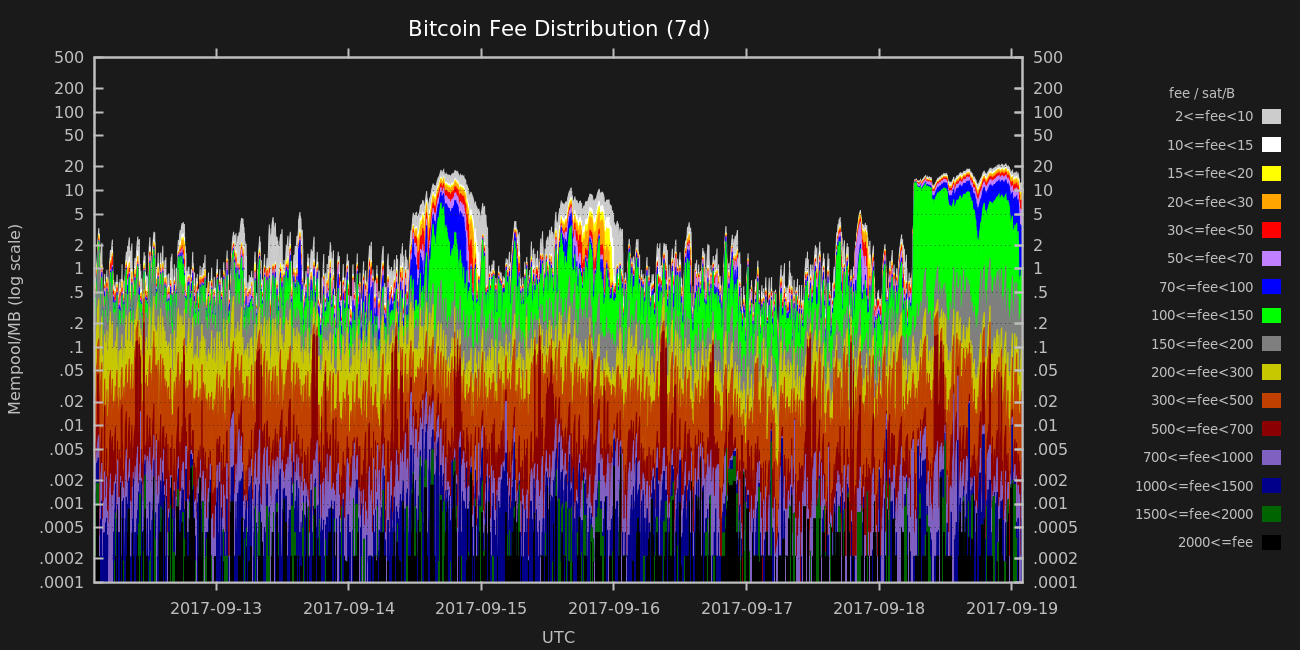 Bitcoin Fee Distribution (7d)
Mempool/MB (log scale)
500
200
100
50
20
10
5
2
1
.5
.2
.1
.05
.02
.01
.005
.002
.001
.0005
.0002
.0001
500
200
100
50
20
10
5
2
1
.5
.2
.1
.05
.02
.01
.005
.002
.001
.0005
.0002
.0001
2017-09-13 2017-09-14 2017-09-15 2017-09-16 2017-09-17 2017-09-18 2017-09-19
UTC
fee / sat/B
2<=fee<10
10<=fee<15
15<=fee<20
20<=fee<30
30<=fee<50
50<=fee<70
70<=fee<100
100<=fee<150
150<=fee<200
200<=fee<300
300<=fee<500
500<=fee<700
700<=fee<1000
1000<=fee<1500
1500<=fee<2000
2000<=fee